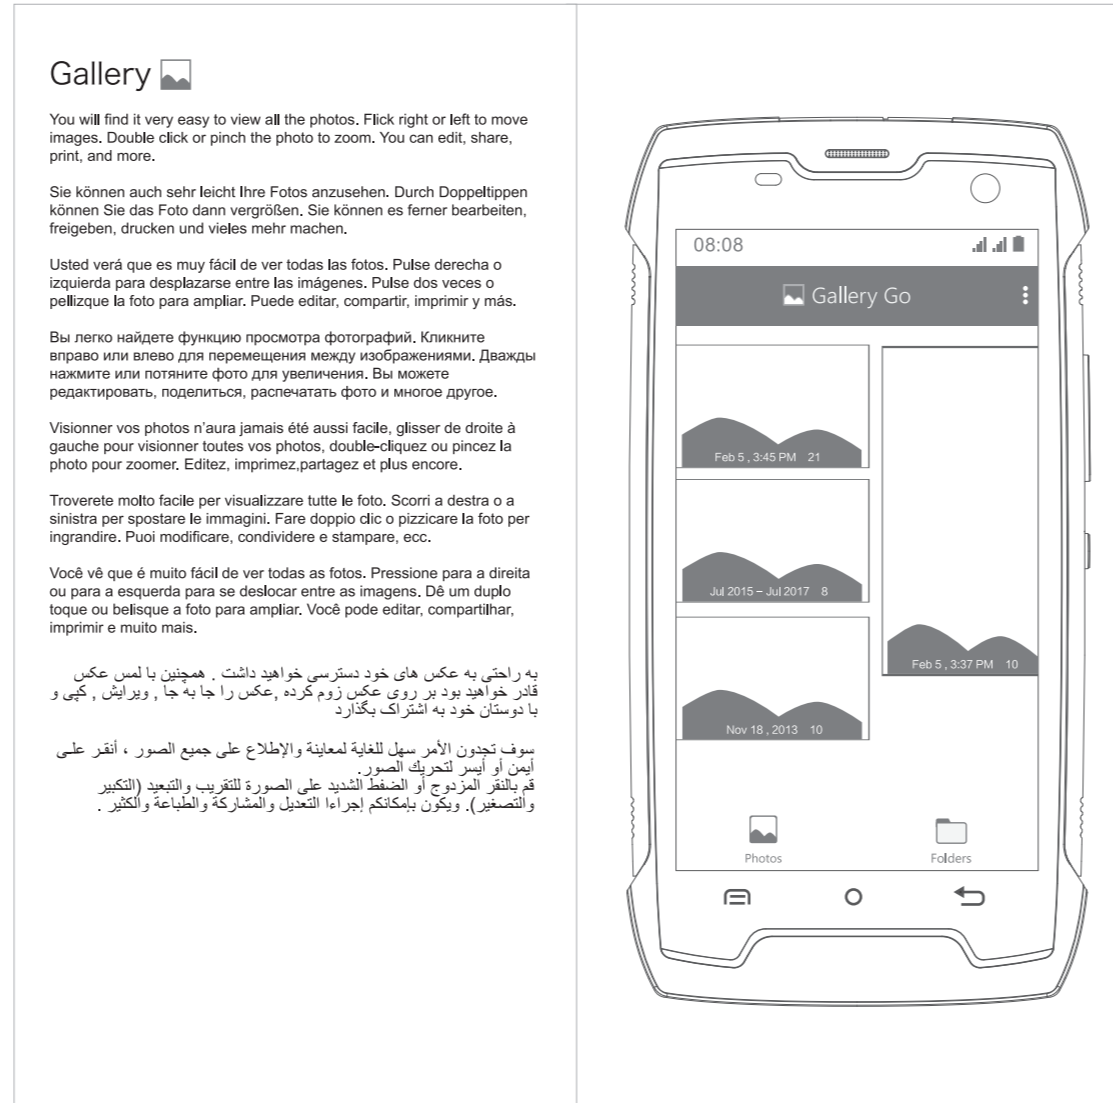 Gallery
You will find it very easy to view all the photos. Flick right or left to move
images. Double click or pinch the photo to zoom. You can edit, share,
print, and more.
Sie können auch sehr leicht Ihre Fotos anzusehen. Durch Doppeltippen
können Sie das Foto dann vergrößen. Sie können es ferner bearbeiten,
freigeben, drucken und vieles mehr machen.
Usted verá que es muy fácil de ver todas las fotos. Pulse derecha o
izquierda para desplazarse entre las imágenes. Pulse dos veces o
pellizque la foto para ampliar. Puede editar, compartir, imprimir y más.
Вы легко найдете функцию просмотра фотографий. Кликните
вправо или влево для перемещения между изображениями. Дважды
нажмите или потяните фото для увеличения. Вы можете
редактировать, поделиться, распечатать фото и многое другое.
Visionner vos photos n'aura jamais été aussi facile, glisser de droite à
gauche pour visionner toutes vos photos, double-cliquez ou pincez la
photo pour zoomer. Editez, imprimez,partagez et plus encore.
Troverete molto facile per visualizzare tutte le foto. Scorri a destra o a
sinistra per spostare le immagini. Fare doppio clic o pizzicare la foto per
ingrandire. Puoi modificare, condividere e stampare, ecc.
Você vê que é muito fácil de ver todas as fotos. Pressione para a direita
ou para a esquerda para se deslocar entre as imagens. Dê um duplo
toque ou belisque a foto para ampliar. Você pode editar, compartilhar,
imprimir e muito mais.
به راحتی به عکس های خود دسترسی خواهید داشت . همچنین با لمس عکس
قادر خواهید بود بر روی عکس زوم کرده ,عکس را جا به جا , ویرایش , کپی و
با دوستان خود به اشتراک بگذارد
سوف تجدون الأمر سهل للغاية لمعاينة والإطلاع على جميع الصور ، أنقر على
أيمن أو أيسر لتحريك الصور.
قم بالنقر المزدوج أو الضغط الشديد على الصورة للتقريب والتبعيد (التكبير
والتصغير). ويكون بإمكانكم إجراءا التعديل والمشاركة والطباعة والكثير .
08:08
Gallery Go
Feb 5 , 3:45 PM 21
Jul 2015 – Jul 2017 8
Feb 5 , 3:37 PM 10
Nov 18 , 2013 10
Photos
Folders